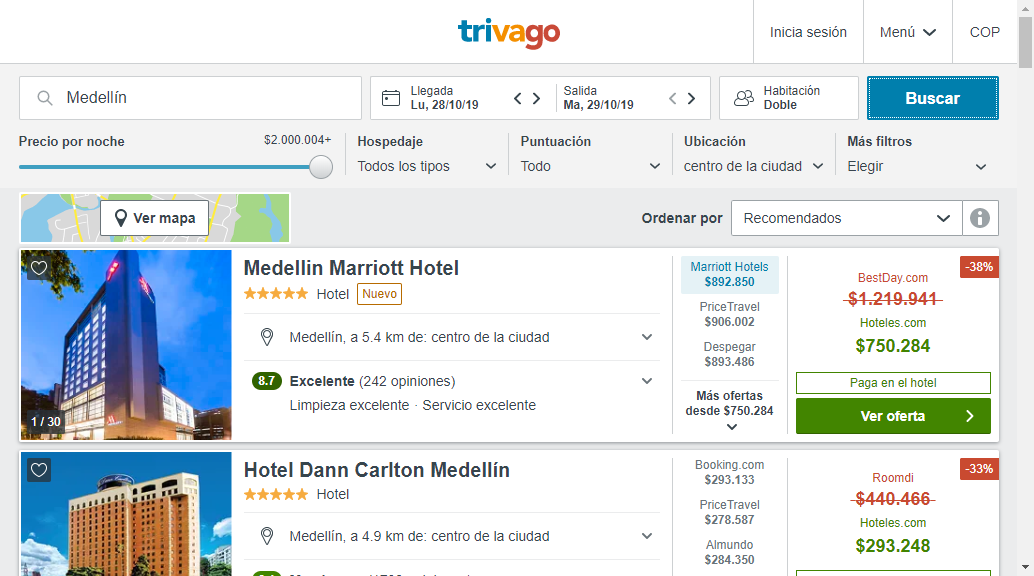 trivago
Inicia sesión
Menú
COP
Medellín
Llegada
Lu, 28/10/19
Salida
Ma, 29/10/19
Habitación
Doble
Buscar
Precio por noche
$2.000.004+
Hospedaje
Todos los tipos
Puntuación
Todo
Ubicación
centro de la ciudad
Más filtros
Elegir
Ver mapa
Ordenar por
Recomendados
1 / 30
Medellin Marriott Hotel
Hotel Nuevo
Medellín, a 5.4 km de: centro de la ciudad
8.7 Excelente (242 opiniones)
Limpieza excelente · Servicio excelente
Marriott Hotels
$892.850
PriceTravel
$906.002
Despegar
$893.486
Más ofertas
desde $750.284
-38%
BestDay.com
$1.219.941
Hoteles.com
$750.284
Paga en el hotel
Ver oferta
Hotel Dann Carlton Medellín
Hotel
Medellín, a 4.9 km de: centro de la ciudad
Booking.com
$293.133
PriceTravel
$278.587
Almundo
$284.350
-33%
Roomdi
$440.466
Hoteles.com
$293.248